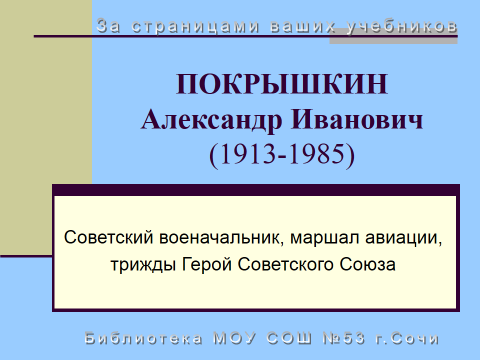 За страницами ваших учебников
ПОКРЫШКИН
Александр Иванович
(1913-1985)
Советский военачальник, маршал авиации,
трижды Герой Советского Союза
Библиотека МОУ СОШ №53 г.Сочи